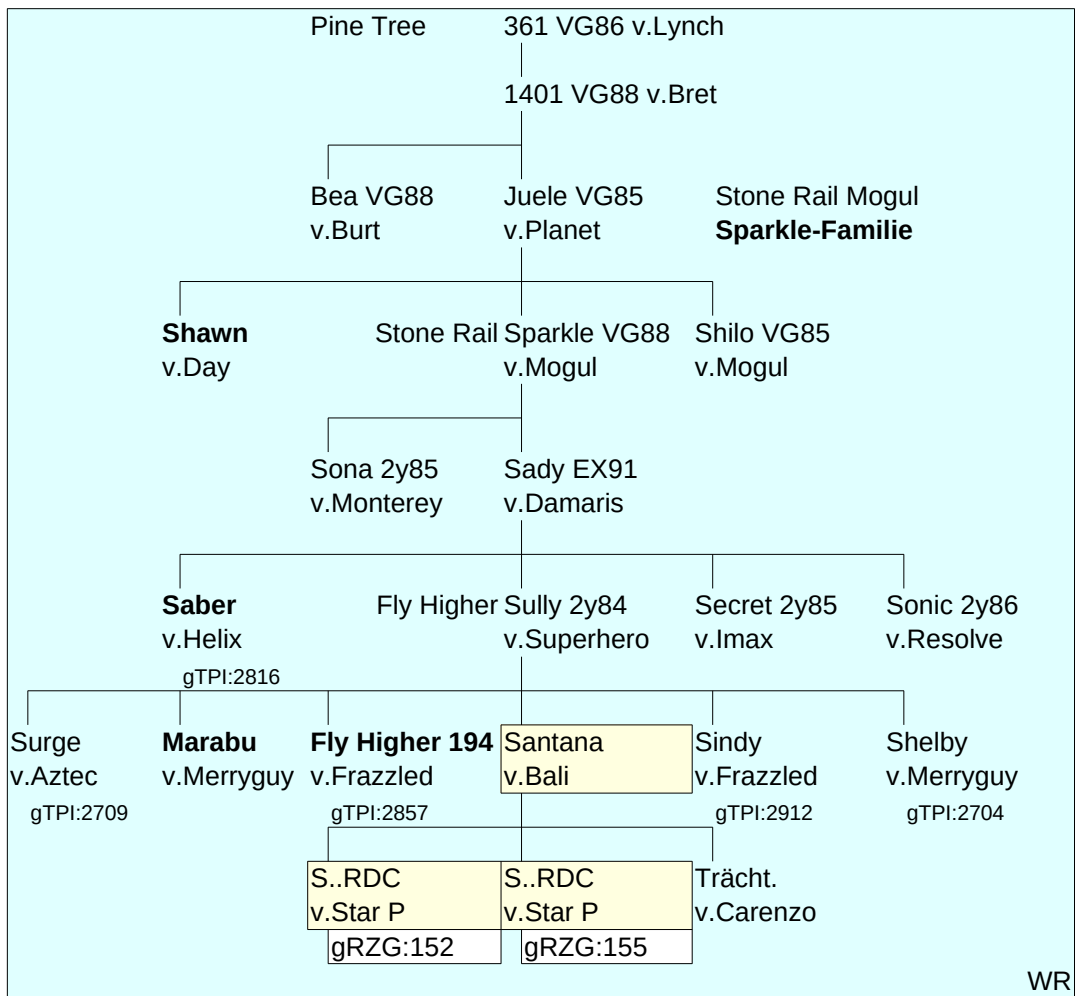 Pine Tree 361 VG86 v.Lynch
1401 VG88 v.Bret
Bea VG88 Juele VG85 Stone Rail Mogul
v.Burt v.Planet Sparkle-Familie
Shawn Stone Rail Sparkle VG88 Shilo VG85
v.Day v.Mogul v.Mogul
Sona 2y85 Sady EX91
v.Monterey v.Damaris
Saber Fly Higher Sully 2y84 Secret 2y85 Sonic 2y86
v.Helix v.Superhero v.Imax v.Resolve
gTPI:2816
Surge Marabu Fly Higher 194 Santana Sindy Shelby
v.Aztec v.Merryguy v.Frazzled v.Bali v.Frazzled v.Merryguy
gTPI:2709 gTPI:2857 gTPI:2912 gTPI:2704
S..RDC S..RDC Trächt.
v.Star P v.Star P v.Carenzo
gRZG:152 gRZG:155
WR